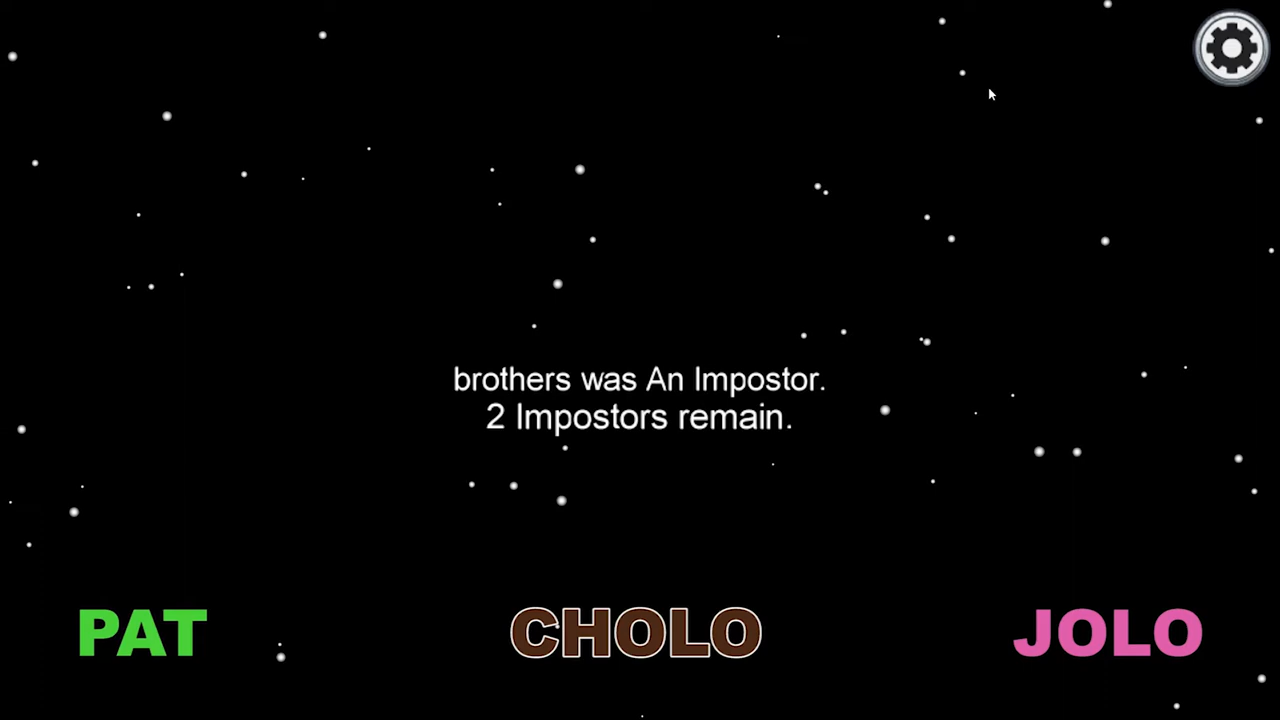 brothers was An Impostor.
2 Impostors remain.
PAT
CHOLO
JOLO